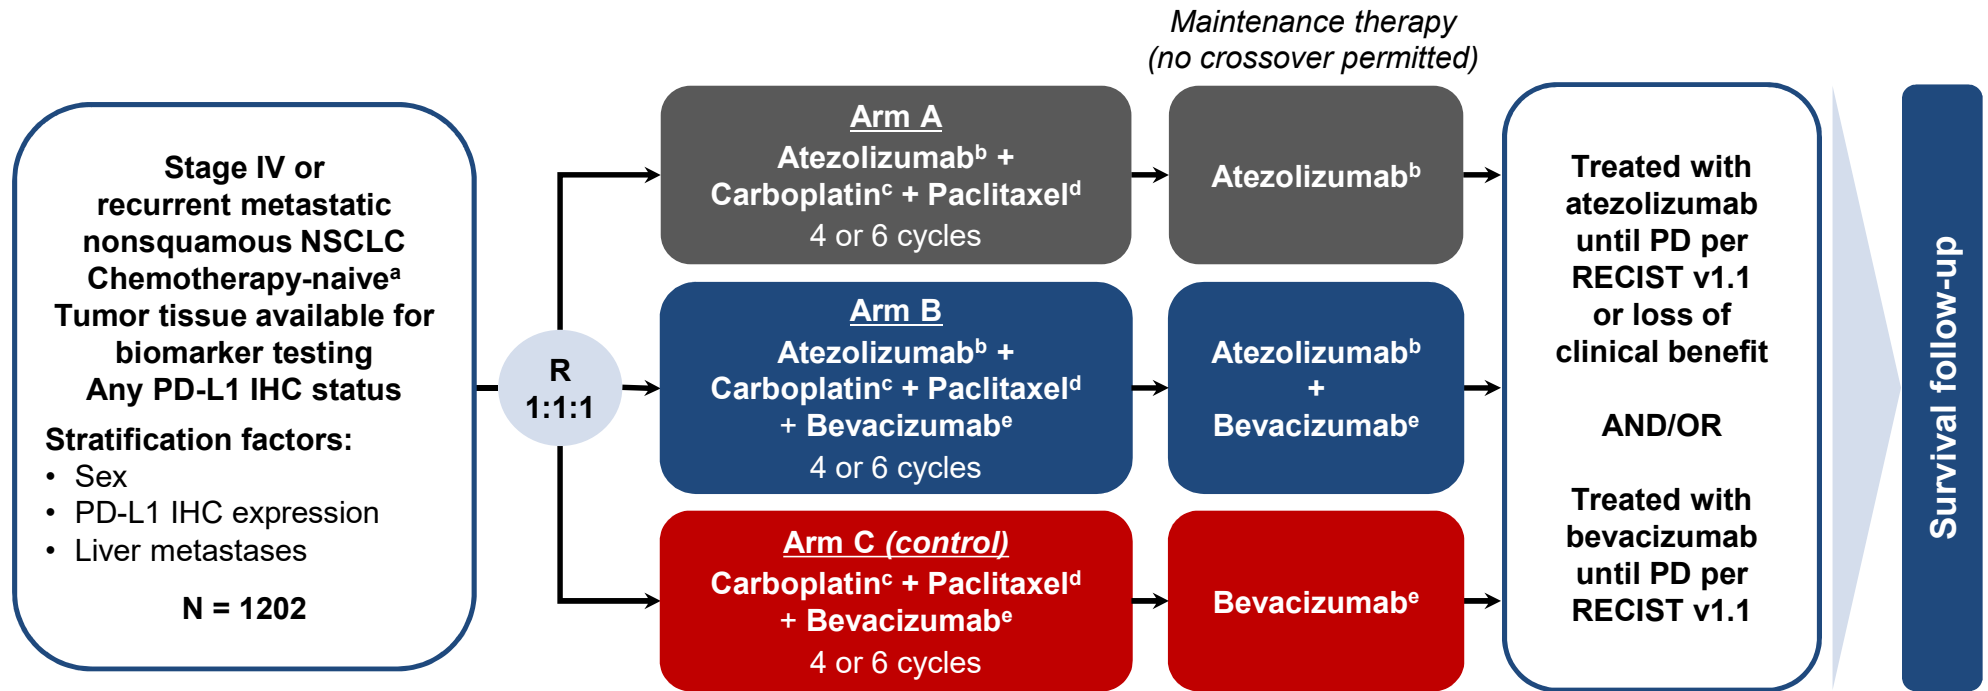 Stage IV or
recurrent metastatic
nonsquamous NSCLC
Chemotherapy-naiveᵃ
Tumor tissue available for
biomarker testing
Any PD-L1 IHC status
Stratification factors:
• Sex
• PD-L1 IHC expression
• Liver metastases
N = 1202
R
1:1:1
Arm A
Atezolizumabᵇ +
Carboplatinᶜ + Paclitaxelᵈ
4 or 6 cycles
Arm B
Atezolizumabᵇ +
Carboplatinᶜ + Paclitaxelᵈ
+ Bevacizumabᵉ
4 or 6 cycles
Arm C (control)
Carboplatinᶜ + Paclitaxelᵈ
+ Bevacizumabᵉ
4 or 6 cycles
Maintenance therapy
(no crossover permitted)
Atezolizumabᵇ
Atezolizumabᵇ
+
Bevacizumabᵉ
Bevacizumabᵉ
Treated with
atezolizumab
until PD per
RECIST v1.1
or loss of
clinical benefit
AND/OR
Treated with
bevacizumab
until PD per
RECIST v1.1
Survival follow-up